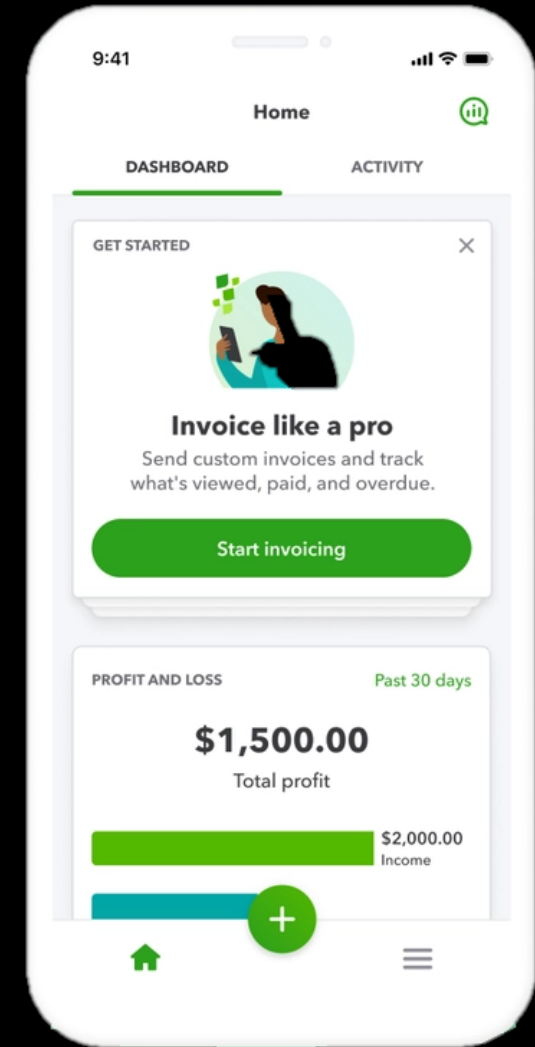 9:41
Home
DASHBOARD
ACTIVITY
GET STARTED
Invoice like a pro
Send custom invoices and track
what's viewed, paid, and overdue.
Start invoicing
PROFIT AND LOSS
Past 30 days
$1,500.00
Total profit
$2,000.00
Income